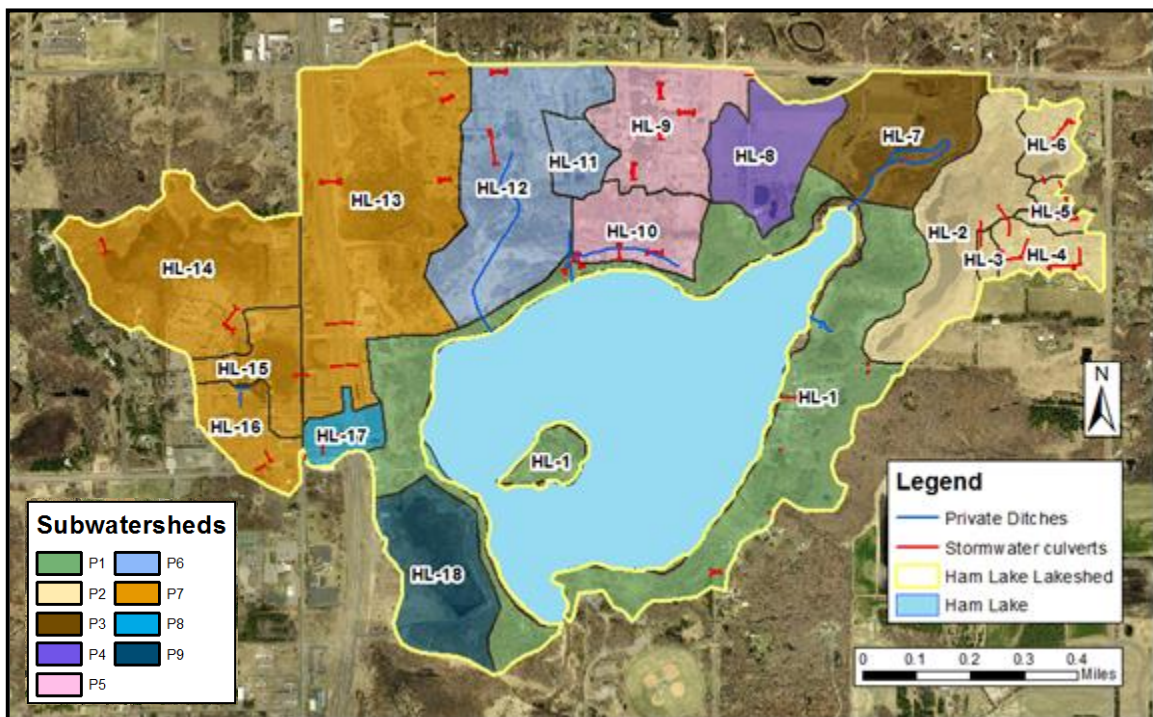 HL-6
HL-7
HL-9
HL-8
HL-11
HL-12
HL-13
HL-5
HL-2
HL-10
HL-3
HL-4
HL-14
HL-15
HL-1
HL-16
HL-17
HL-1
HL-18
N
Legend
Private Ditches
Stormwater culverts
Ham Lake Lakeshed
Ham Lake
0 0.1 0.2 0.3 0.4
Miles
Subwatersheds
P1 P6
P2 P7
P3 P8
P4 P9
P5